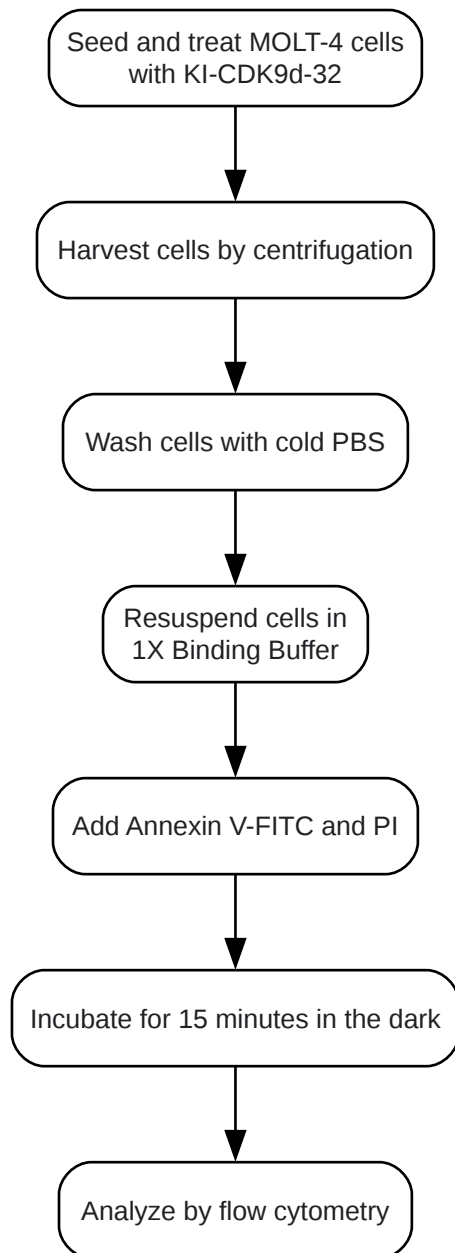 Seed and treat MOLT-4 cells
with KI-CDK9d-32
Harvest cells by centrifugation
Wash cells with cold PBS
Resuspend cells in
1X Binding Buffer
Add Annexin V-FITC and PI
Incubate for 15 minutes in the dark
Analyze by flow cytometry